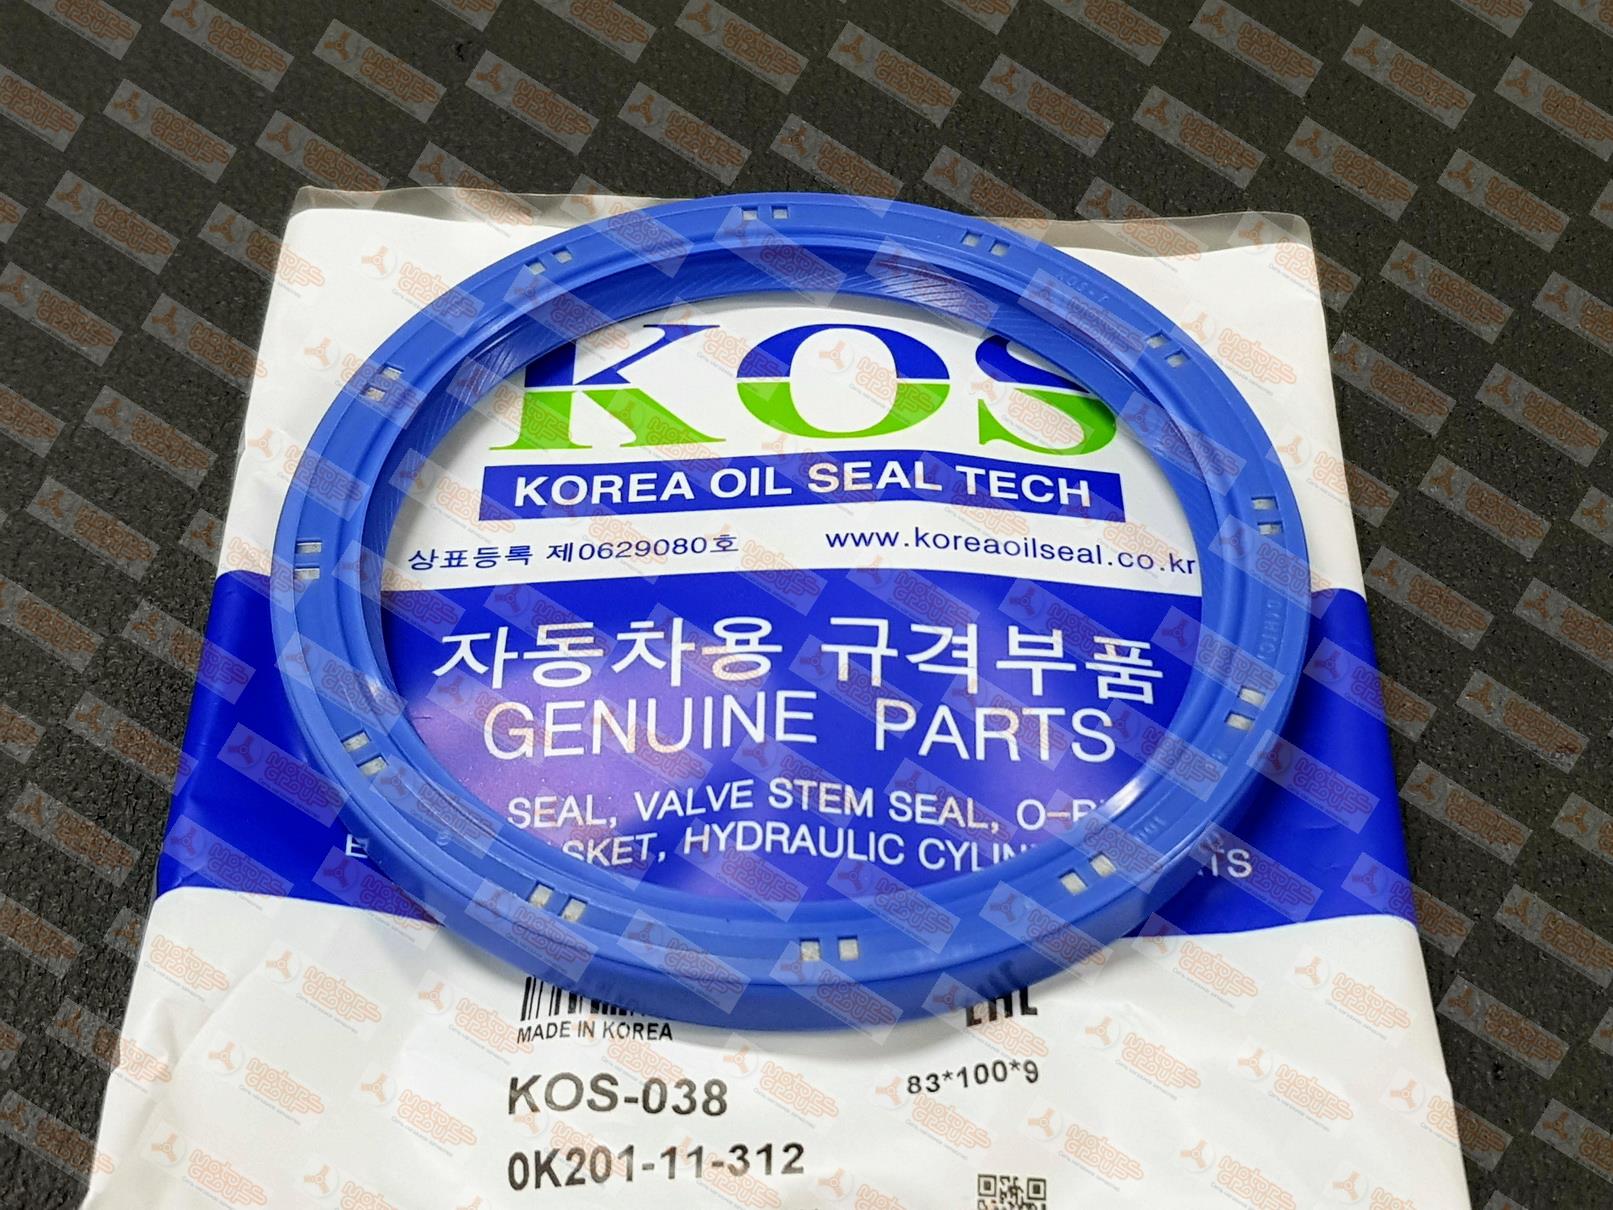 KOS
KOREA OIL SEAL TECH
상표등록 제0629080호
www.koreaoilseal.co.kr
자동차용 규격부품
GENUINE PARTS
SEAL, VALVE STEM SEAL,
HYDRAULIC
MADE IN KOREA
EAC
KOS-038
83*100*9
0K201-11-312